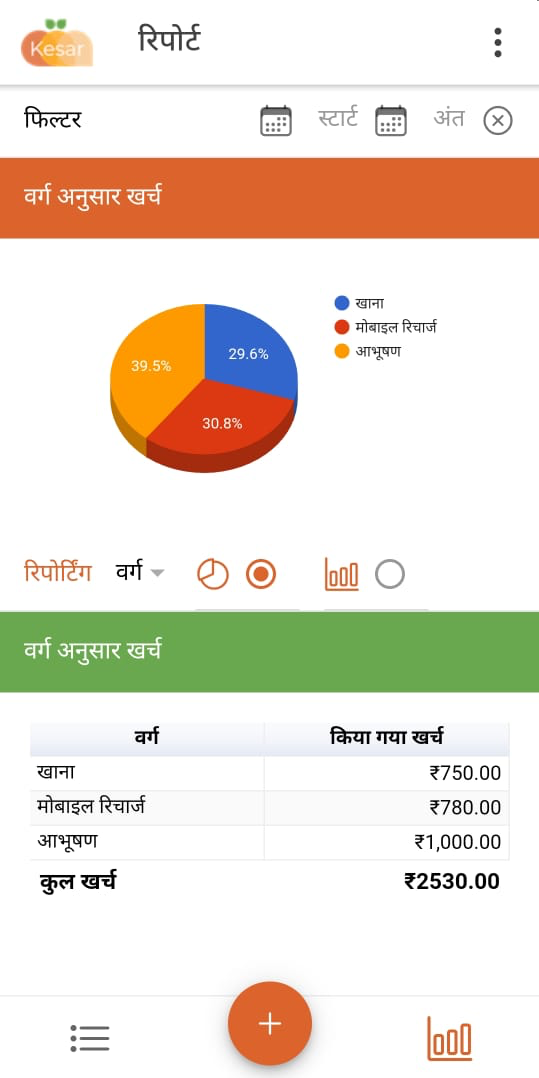 Kesar
रिपोर्ट
फिल्टर स्टार्ट अंत
वर्ग अनुसार खर्च
खाना
मोबाइल रिचार्ज
आभूषण
29.6%
39.5%
30.8%
रिपोर्टिंग वर्ग
वर्ग अनुसार खर्च
वर्ग किया गया खर्च
खाना ₹750.00
मोबाइल रिचार्ज ₹780.00
आभूषण ₹1,000.00
कुल खर्च ₹2530.00